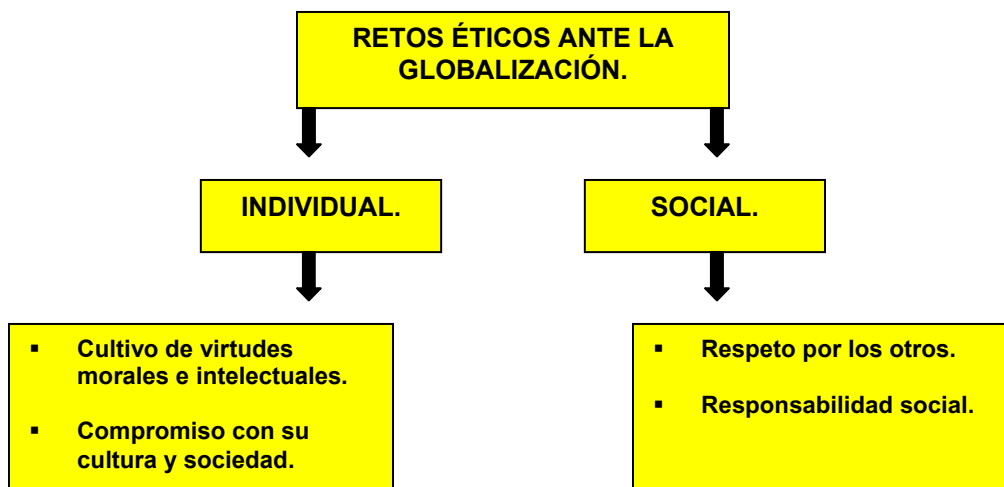 RETOS ÉTICOS ANTE LA
GLOBALIZACIÓN.
INDIVIDUAL.
SOCIAL.
▪ Cultivo de virtudes
morales e intelectuales.
▪ Compromiso con su
cultura y sociedad.
▪ Respeto por los otros.
▪ Responsabilidad social.